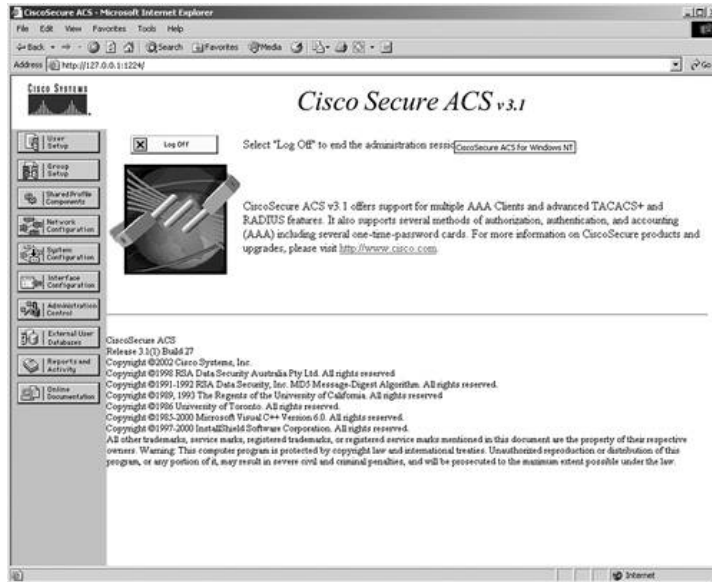 CiscoSecure ACS - Microsoft Internet Explorer
File Edit View Favorites Tools Help
Back Search Favorites Media
Address http://127.0.0.1:1224/ Go
CISCO SYSTEMS
Cisco Secure ACS v3.1
User
Setup
Group
Setup
Shared Profile
Components
Network
Configuration
System
Configuration
Interface
Configuration
Administration
Control
External User
Databases
Reports and
Activity
Online
Documentation
Log Off
Select "Log Off" to end the administration
CiscoSecure ACS for Windows NT
CiscoSecure ACS v3.1 offers support for multiple AAA Clients and advanced TACACS+ and
RADIUS features. It also supports several methods of authorization, authentication, and accounting
(AAA) including several one-time-password cards. For more information on CiscoSecure products and
upgrades, please visit http://www.cisco.com.
CiscoSecure ACS
Release 3.1(1) Build 27
Copyright ©2002 Cisco Systems, Inc.
Copyright ©1998 RSA Data Security Australia Pty Ltd. All rights reserved
Copyright ©1991-1992 RSA Data Security, Inc. MD5 Message-Digest Algorithm. All rights reserved.
Copyright ©1989, 1993 The Regents of the University of California. All rights reserved
Copyright ©1986 University of Toronto. All rights reserved.
Copyright ©1985-2000 Microsoft Visual C++ Version 6.0. All rights reserved.
Copyright ©1997-2000 InstallShield Software Corporation. All rights reserved.
All other trademarks, service marks, registered trademarks, or registered service marks mentioned in this document are the property of their respective
owners. Warning: This computer program is protected by copyright law and international treaties. Unauthorized reproduction or distribution of this
program, or any portion of it, may result in severe civil and criminal penalties, and will be prosecuted to the maximum extent possible under the law.
Internet